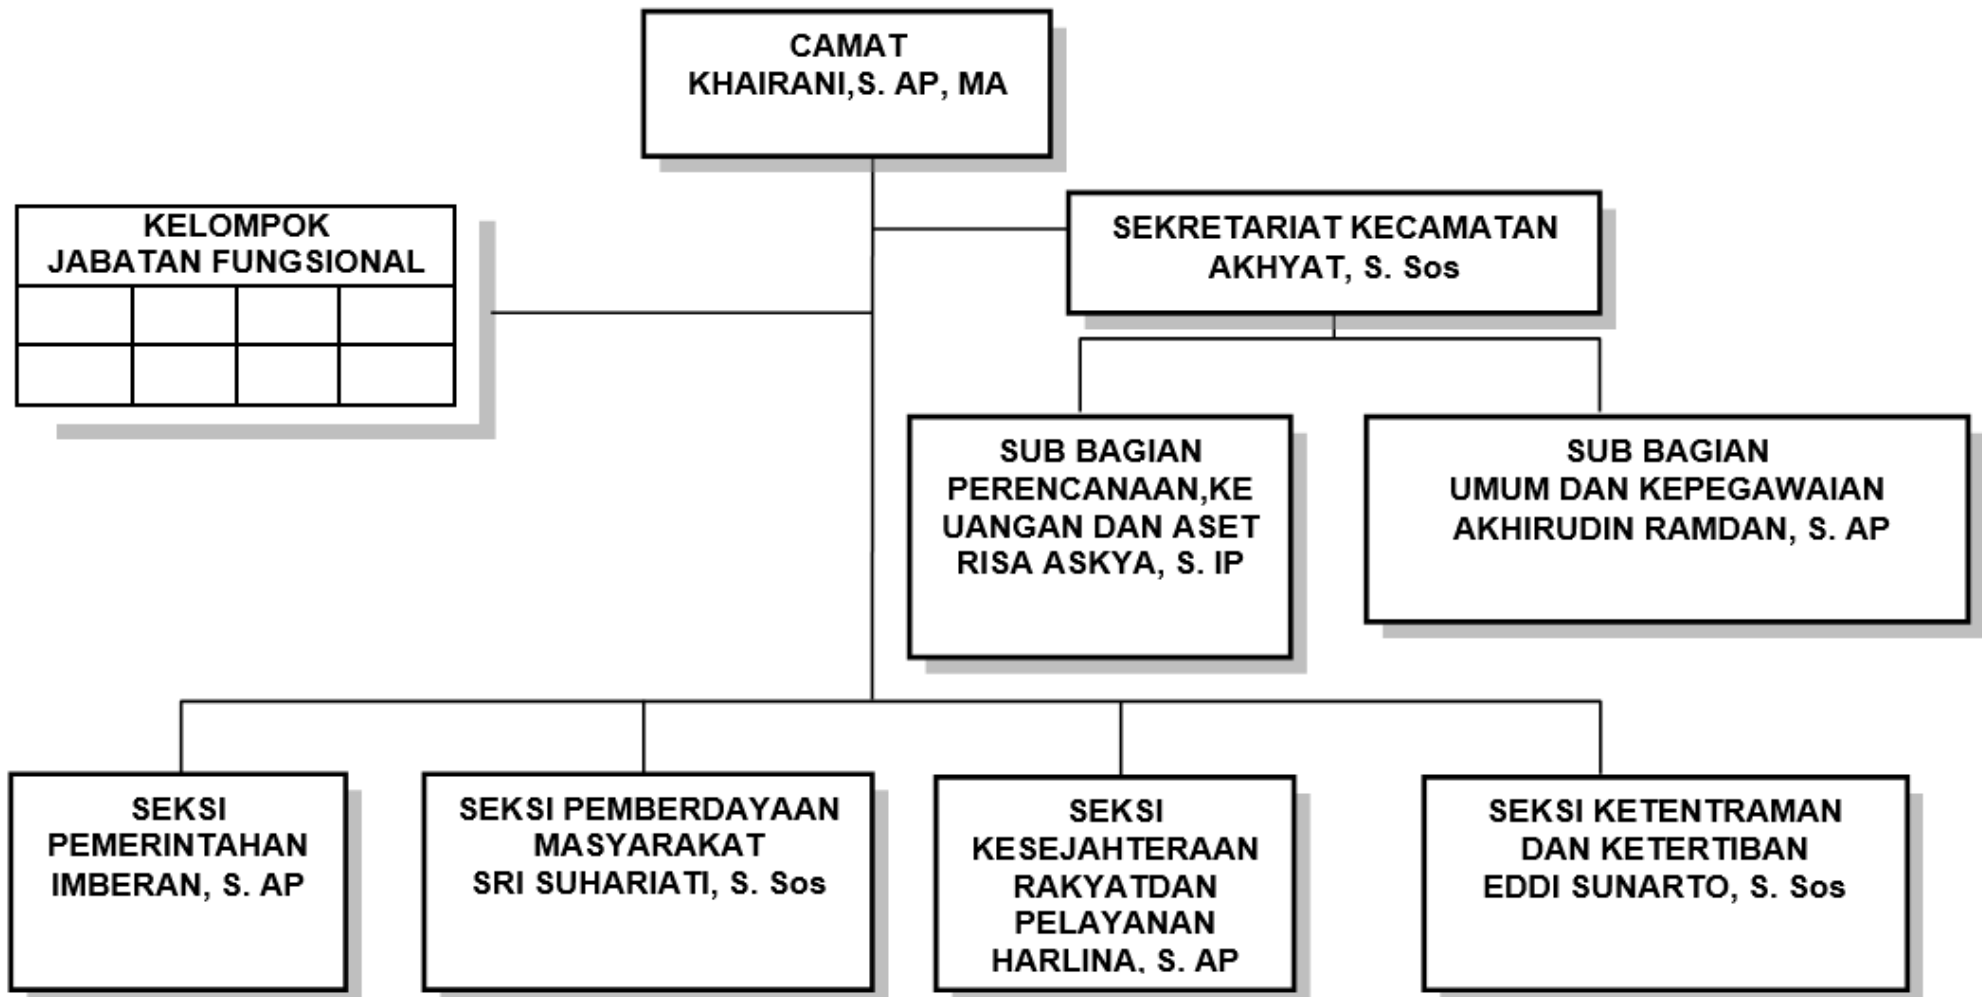 CAMAT
KHAIRANI,S. AP, MA
SEKRETARIAT KECAMATAN
AKHYAT, S. Sos
KELOMPOK
JABATAN FUNGSIONAL
SUB BAGIAN
PERENCANAAN,KE
UANGAN DAN ASET
RISA ASKYA, S. IP
SUB BAGIAN
UMUM DAN KEPEGAWAIAN
AKHIRUDIN RAMDAN, S. AP
SEKSI
PEMERINTAHAN
IMBERAN, S. AP
SEKSI PEMBERDAYAAN
MASYARAKAT
SRI SUHARIATI, S. Sos
SEKSI
KESEJAHTERAAN
RAKYATDAN
PELAYANAN
HARLINA, S. AP
SEKSI KETENTRAMAN
DAN KETERTIBAN
EDDI SUNARTO, S. Sos